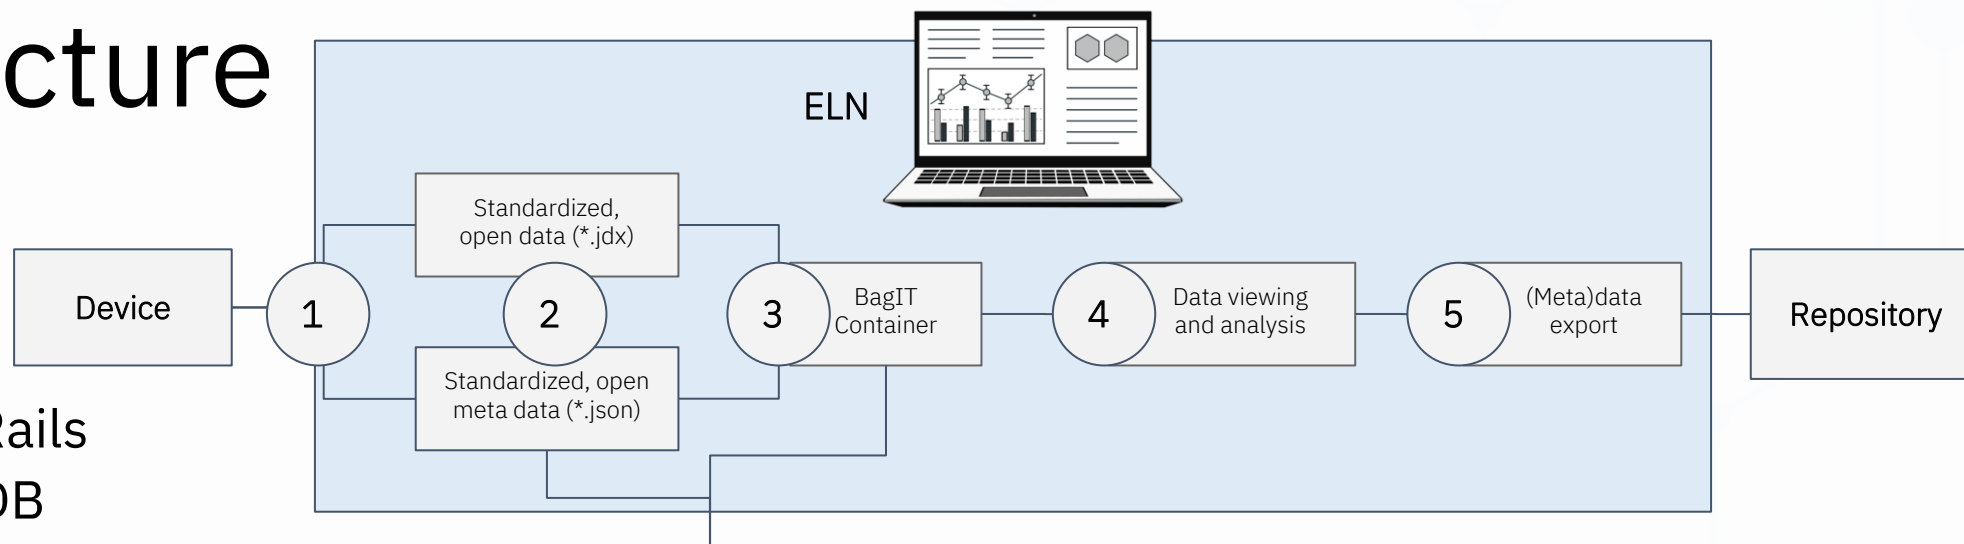 cture
ELN
Standardized,
open data (*.jdx)
Device
1
2
3
BagIT
Container
4
Data viewing
and analysis
5
(Meta)data
export
Repository
Standardized, open
meta data (*.json)
Rails
DB